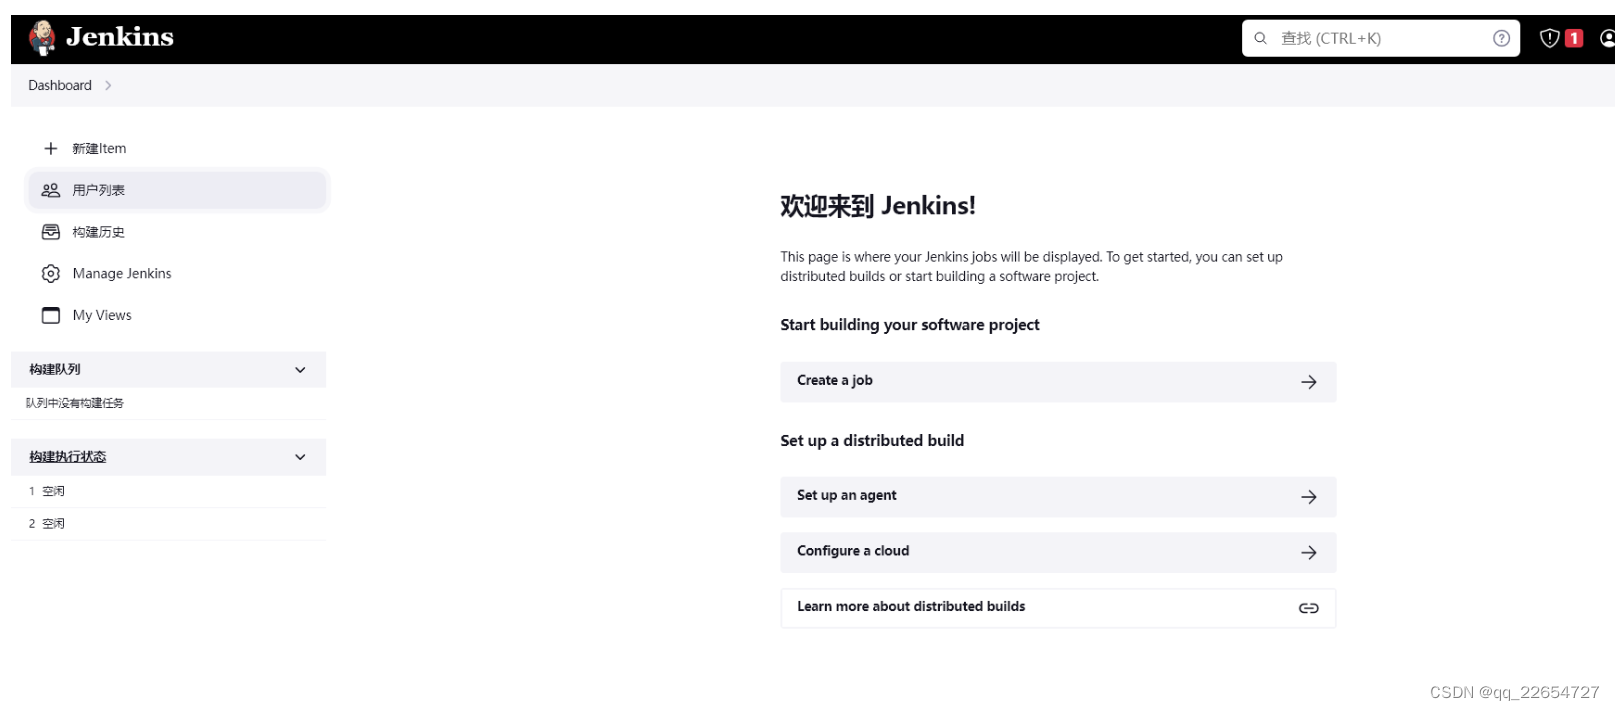 Jenkins
查找 (CTRL+K)
1
Dashboard
新建Item
用户列表
构建历史
Manage Jenkins
My Views
构建队列
队列中没有构建任务
构建执行状态
1 空闲
2 空闲
欢迎来到 Jenkins!
This page is where your Jenkins jobs will be displayed. To get started, you can set up
distributed builds or start building a software project.
Start building your software project
Create a job
Set up a distributed build
Set up an agent
Configure a cloud
Learn more about distributed builds
CSDN @qq_22654727